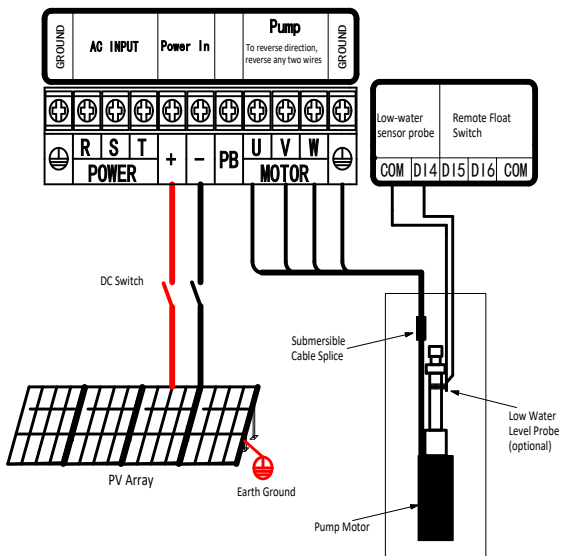 GROUND
AC INPUT
Power In
Pump
To reverse direction,
reverse any two wires
GROUND
R S T + − PB U V W
POWER
MOTOR
Low-water
sensor probe
Remote Float
Switch
COM DI4 DI5 DI6 COM
DC Switch
Submersible
Cable Splice
Low Water
Level Probe
(optional)
PV Array
Earth Ground
Pump Motor